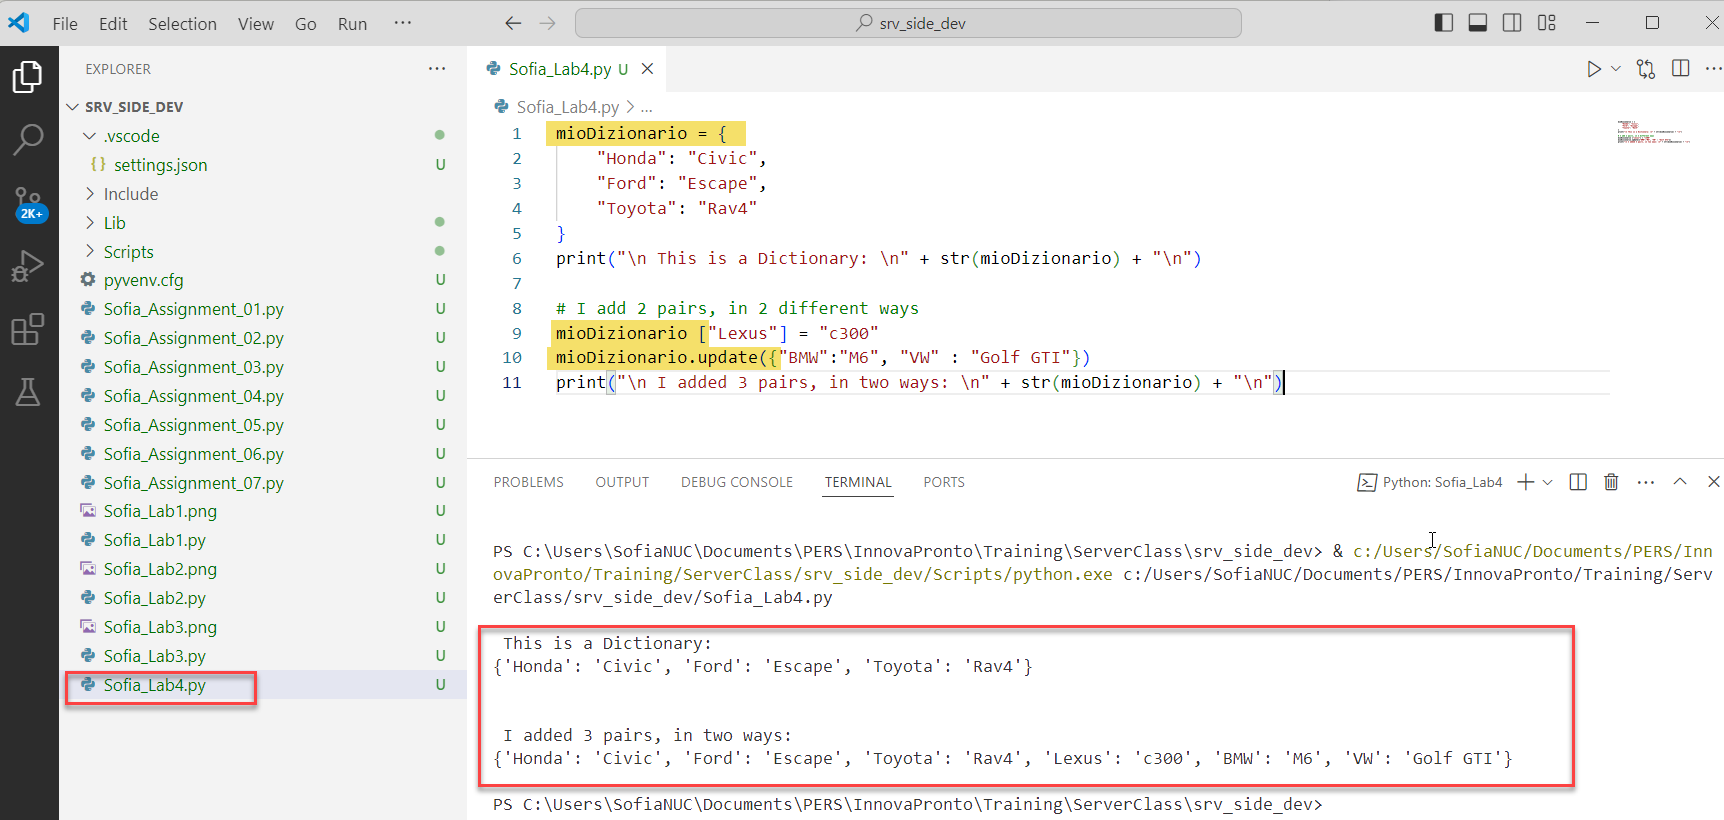 File Edit Selection View Go Run ···
srv_side_dev
EXPLORER
SRV_SIDE_DEV
.vscode
{} settings.json U
Include
Lib
Scripts
pyvenv.cfg U
Sofia_Assignment_01.py U
Sofia_Assignment_02.py U
Sofia_Assignment_03.py U
Sofia_Assignment_04.py U
Sofia_Assignment_05.py U
Sofia_Assignment_06.py U
Sofia_Assignment_07.py U
Sofia_Lab1.png U
Sofia_Lab1.py U
Sofia_Lab2.png U
Sofia_Lab2.py U
Sofia_Lab3.png U
Sofia_Lab3.py U
Sofia_Lab4.py U
2K+
Sofia_Lab4.py U
Sofia_Lab4.py > ...
1 mioDizionario = {
2 "Honda": "Civic",
3 "Ford": "Escape",
4 "Toyota": "Rav4"
5 }
6 print("\n This is a Dictionary: \n" + str(mioDizionario) + "\n")
7
8 # I add 2 pairs, in 2 different ways
9 mioDizionario ["Lexus"] = "c300"
10 mioDizionario.update({"BMW":"M6", "VW" : "Golf GTI"})
11 print("\n I added 3 pairs, in two ways: \n" + str(mioDizionario) + "\n")
PROBLEMS OUTPUT DEBUG CONSOLE TERMINAL PORTS
Python: Sofia_Lab4
PS C:\Users\SofiaNUC\Documents\PERS\InnovaPronto\Training\ServerClass\srv_side_dev> & c:/Users/SofiaNUC/Documents/PERS/Inn
ovaPronto/Training/ServerClass/srv_side_dev/Scripts/python.exe c:/Users/SofiaNUC/Documents/PERS/InnovaPronto/Training/Serv
erClass/srv_side_dev/Sofia_Lab4.py
This is a Dictionary:
{'Honda': 'Civic', 'Ford': 'Escape', 'Toyota': 'Rav4'}
I added 3 pairs, in two ways:
{'Honda': 'Civic', 'Ford': 'Escape', 'Toyota': 'Rav4', 'Lexus': 'c300', 'BMW': 'M6', 'VW': 'Golf GTI'}
PS C:\Users\SofiaNUC\Documents\PERS\InnovaPronto\Training\ServerClass\srv_side_dev>